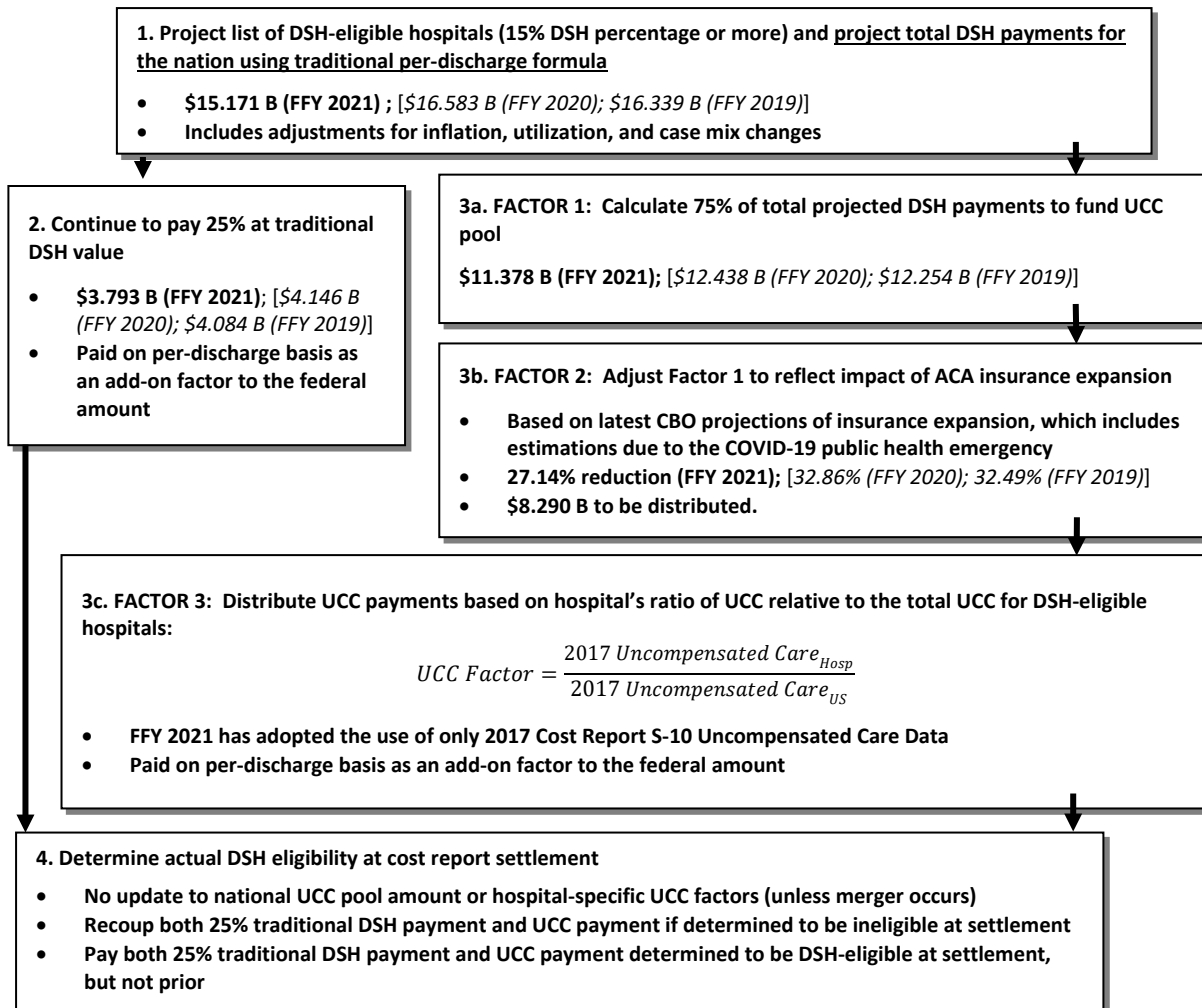 1. Project list of DSH-eligible hospitals (15% DSH percentage or more) and project total DSH payments for
the nation using traditional per-discharge formula
• $15.171 B (FFY 2021) ; [$16.583 B (FFY 2020); $16.339 B (FFY 2019)]
• Includes adjustments for inflation, utilization, and case mix changes
2. Continue to pay 25% at traditional
DSH value
• $3.793 B (FFY 2021); [$4.146 B
(FFY 2020); $4.084 B (FFY 2019)]
• Paid on per-discharge basis as
an add-on factor to the federal
amount
3a. FACTOR 1: Calculate 75% of total projected DSH payments to fund UCC
pool
$11.378 B (FFY 2021); [$12.438 B (FFY 2020); $12.254 B (FFY 2019)]
3b. FACTOR 2: Adjust Factor 1 to reflect impact of ACA insurance expansion
• Based on latest CBO projections of insurance expansion, which includes
estimations due to the COVID-19 public health emergency
• 27.14% reduction (FFY 2021); [32.86% (FFY 2020); 32.49% (FFY 2019)]
• $8.290 B to be distributed.
3c. FACTOR 3: Distribute UCC payments based on hospital's ratio of UCC relative to the total UCC for DSH-eligible
hospitals:
UCC Factor = 2017 Uncompensated Care Hosp
2017 Uncompensated Care US
• FFY 2021 has adopted the use of only 2017 Cost Report S-10 Uncompensated Care Data
• Paid on per-discharge basis as an add-on factor to the federal amount
4. Determine actual DSH eligibility at cost report settlement
• No update to national UCC pool amount or hospital-specific UCC factors (unless merger occurs)
• Recoup both 25% traditional DSH payment and UCC payment if determined to be ineligible at settlement
• Pay both 25% traditional DSH payment and UCC payment determined to be DSH-eligible at settlement,
but not prior